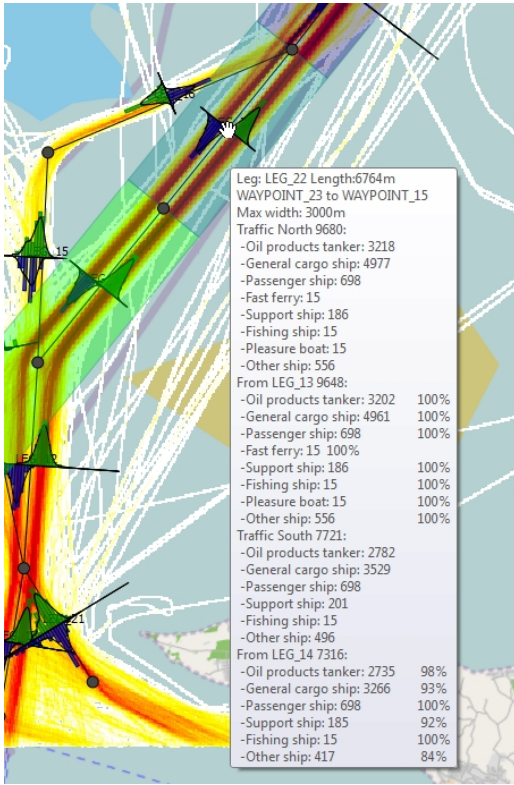 15
Leg: LEG_22 Length:6764m
WAYPOINT_23 to WAYPOINT_15
Max width: 3000m
Traffic North 9680:
-Oil products tanker: 3218
-General cargo ship: 4977
-Passenger ship: 698
-Fast ferry: 15
-Support ship: 186
-Fishing ship: 15
-Pleasure boat: 15
-Other ship: 556
From LEG_13 9648:
-Oil products tanker: 3202 100%
-General cargo ship: 4961 100%
-Passenger ship: 698 100%
-Fast ferry: 15 100%
-Support ship: 186 100%
-Fishing ship: 15 100%
-Pleasure boat: 15 100%
-Other ship: 556 100%
Traffic South 7721:
-Oil products tanker: 2782
-General cargo ship: 3529
-Passenger ship: 698
-Support ship: 201
-Fishing ship: 15
-Other ship: 496
From LEG_14 7316:
-Oil products tanker: 2735 98%
-General cargo ship: 3266 93%
-Passenger ship: 698 100%
-Support ship: 185 92%
-Fishing ship: 15 100%
-Other ship: 417 84%